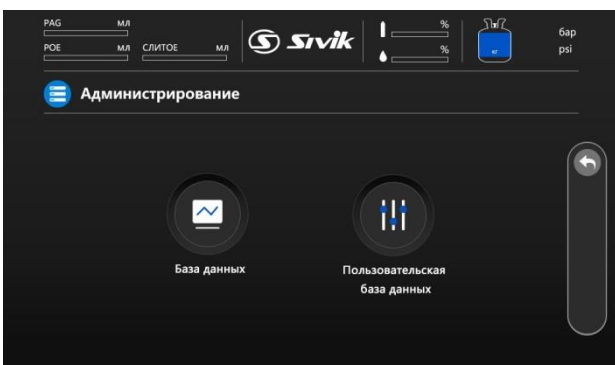 PAG мл
POE мл СЛИТОЕ мл
Sivik
%
%
кг
бар
psi
Администрирование
База данных
Пользовательская
база данных